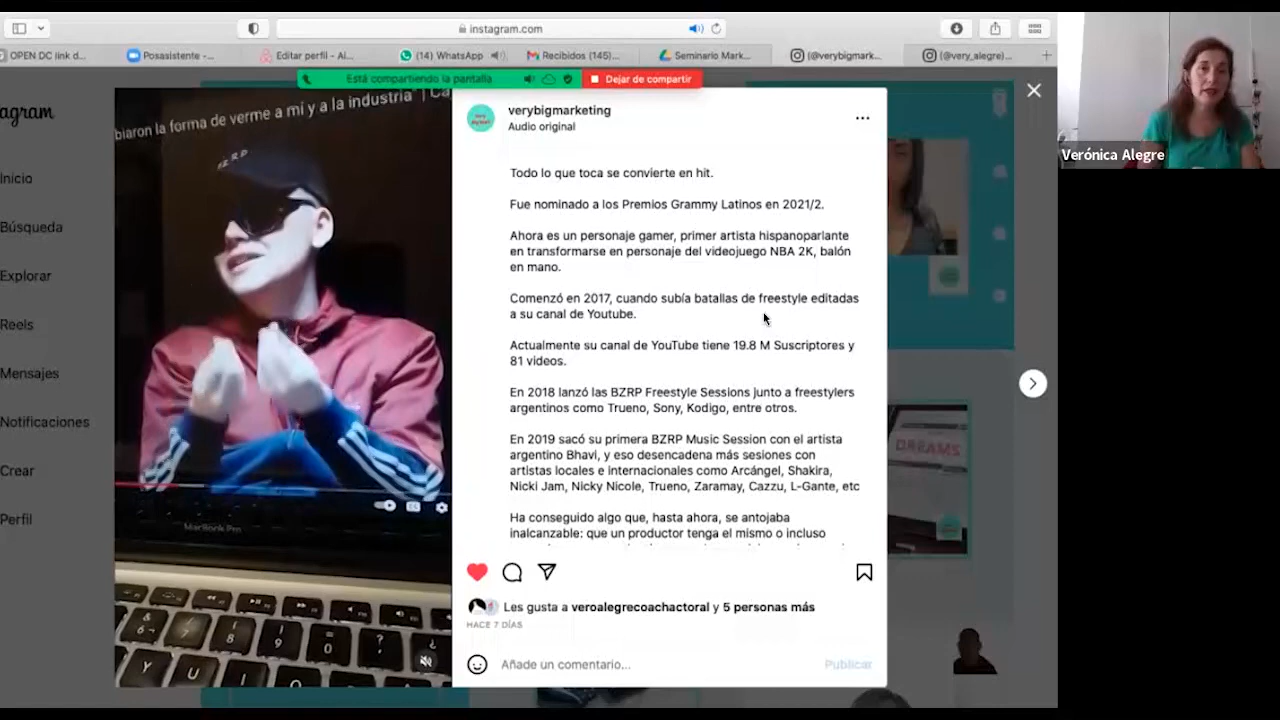 instagram.com
OPEN DC link d...
Posasistente -...
Editar perfil - Ai...
(14) WhatsApp
Recibidos (145)...
Seminario Mark...
(@verybigmark...
(@very_alegre)...
Está compartiendo la pantalla
Dejar de compartir
agram
Inicio
Búsqueda
Explorar
Reels
Mensajes
Notificaciones
Crear
Perfil
biaron la forma de verme a mí y a la industria" | Ca
BZRP
MacBook Pro
verybigmarketing
Audio original
Todo lo que toca se convierte en hit.
Fue nominado a los Premios Grammy Latinos en 2021/2.
Ahora es un personaje gamer, primer artista hispanoparlante
en transformarse en personaje del videojuego NBA 2K, balón
en mano.
Comenzó en 2017, cuando subía batallas de freestyle editadas
a su canal de Youtube.
Actualmente su canal de YouTube tiene 19.8 M Suscriptores y
81 videos.
En 2018 lanzó las BZRP Freestyle Sessions junto a freestylers
argentinos como Trueno, Sony, Kodigo, entre otros.
En 2019 sacó su primera BZRP Music Session con el artista
argentino Bhavi, y eso desencadena más sesiones con
artistas locales e internacionales como Arcángel, Shakira,
Nicki Jam, Nicky Nicole, Trueno, Zaramay, Cazzu, L-Gante, etc
Ha conseguido algo que, hasta ahora, se antojaba
inalcanzable: que un productor tenga el mismo o incluso
Les gusta a veroalegrecoachactoral y 5 personas más
HACE 7 DÍAS
Añade un comentario...
Publicar
DREAMS
Verónica Alegre